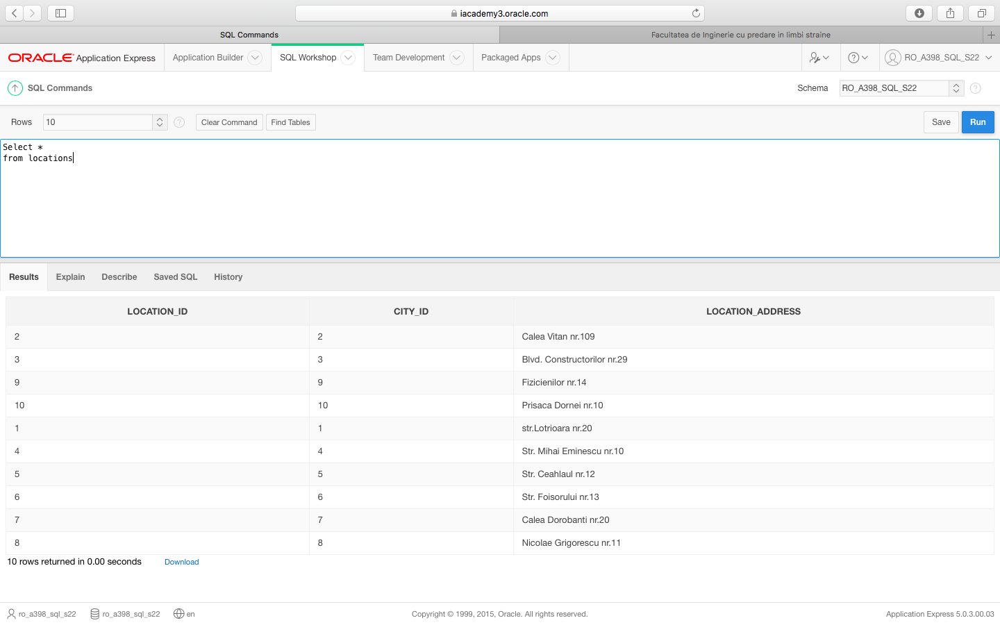 iacademy3.oracle.com
SQL Commands
Facultatea de Inginerie cu predare in limbi straine
ORACLE Application Express
Application Builder
SQL Workshop
Team Development
Packaged Apps
RO_A398_SQL_S22
SQL Commands
Schema
RO_A398_SQL_S22
Rows
10
Clear Command
Find Tables
Save
Run
Select *
from locations
Results
Explain
Describe
Saved SQL
History
LOCATION_ID CITY_ID LOCATION_ADDRESS
2 2 Calea Vitan nr.109
3 3 Blvd. Constructorilor nr.29
9 9 Fizicienilor nr.14
10 10 Prisaca Dornei nr.10
1 1 str.Lotrioara nr.20
4 4 Str. Mihai Eminescu nr.10
5 5 Str. Ceahlaul nr.12
6 6 Str. Foisorului nr.13
7 7 Calea Dorobanti nr.20
8 8 Nicolae Grigorescu nr.11
10 rows returned in 0.00 seconds
Download
ro_a398_sql_s22
ro_a398_sql_s22
en
Copyright © 1999, 2015, Oracle. All rights reserved.
Application Express 5.0.3.00.03